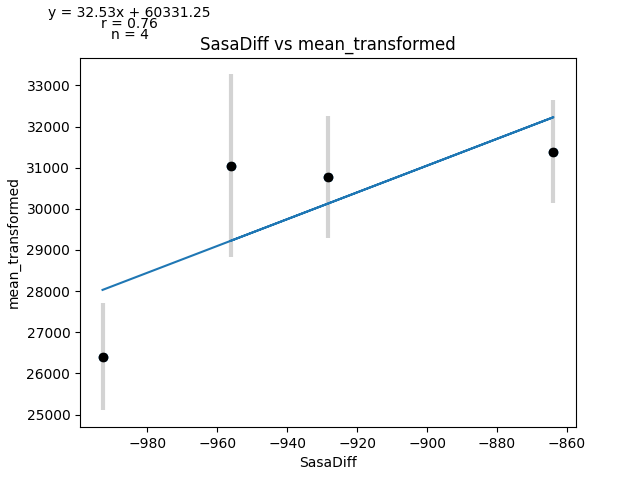 y = 32.53x + 60331.25
r = 0.76
n = 4
SasaDiff vs mean_transformed
33000
32000
31000
30000
29000
28000
27000
26000
25000
mean_transformed
−980
−960
−940
−920
−900
−880
−860
SasaDiff